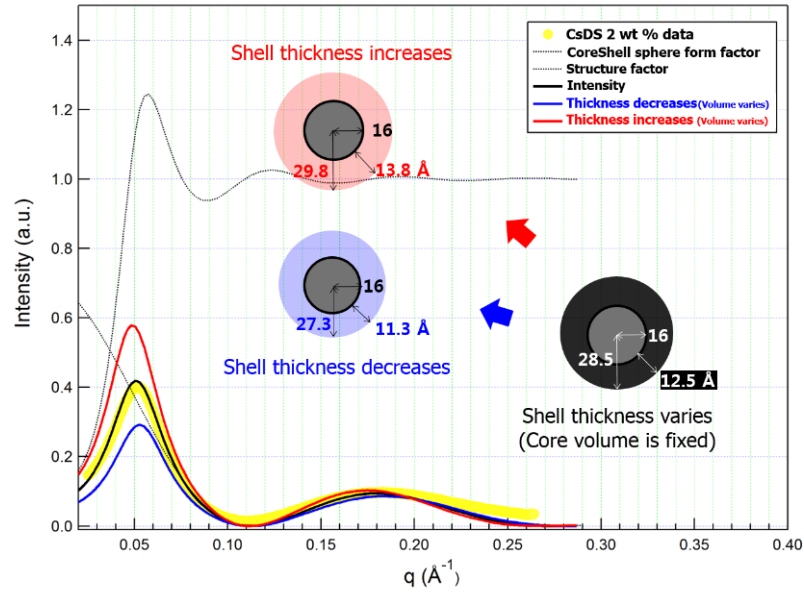 Shell thickness increases
CsDS 2 wt % data
CoreShell sphere form factor
Structure factor
Intensity
Thickness decreases (Volume varies)
Thickness increases (Volume varies)
16
29.8
13.8 Å
16
27.3
11.3 Å
Shell thickness decreases
16
28.5
12.5 Å
Shell thickness varies
(Core volume is fixed)
Intensity (a.u.)
1.4
1.2
1.0
0.8
0.6
0.4
0.2
0.0
0.05
0.10
0.15
0.20
0.25
0.30
0.35
0.40
q (Å⁻¹)